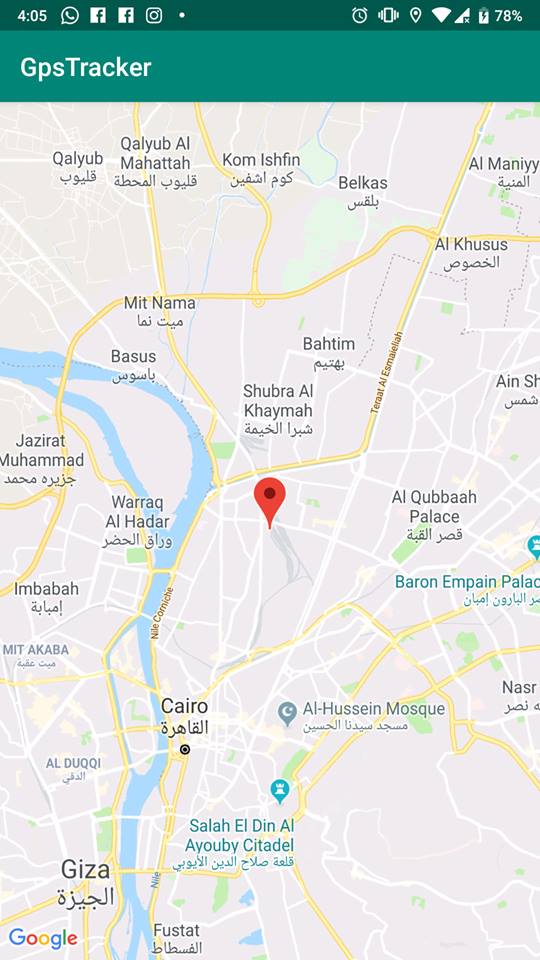 4:05
78%
GpsTracker
Qalyub
قليوب
Qalyub Al
Mahattah
قليوب المحطة
Kom Ishfin
كوم اشفين
Belkas
بلقس
Al Maniyy
المنية
Al Khusus
الخصوص
Mit Nama
ميت نما
Bahtim
بهتيم
Basus
باسوس
Teraat Al Esmaieliah
Shubra Al
Khaymah
شبرا الخيمة
Ain Sh
شمس
Jazirat
Muhammad
جزيره محمد
Warraq
Al Hadar
وراق الحضر
Al Qubbaah
Palace
قصر القبة
Baron Empain Palac
صر البارون إمبان
Imbabah
إمبابة
Nile Corniche
MIT AKABA
ميت عقبة
Nasr
ه نصر
Cairo
القاهرة
Al-Hussein Mosque
مسجد سيدنا الحسين
AL DUQQI
الدقي
Salah El Din Al
Ayouby Citadel
قلعة صلاح الدين الأيوبي
Giza
الجيزة
Nile
Fustat
الفسطاط
Google